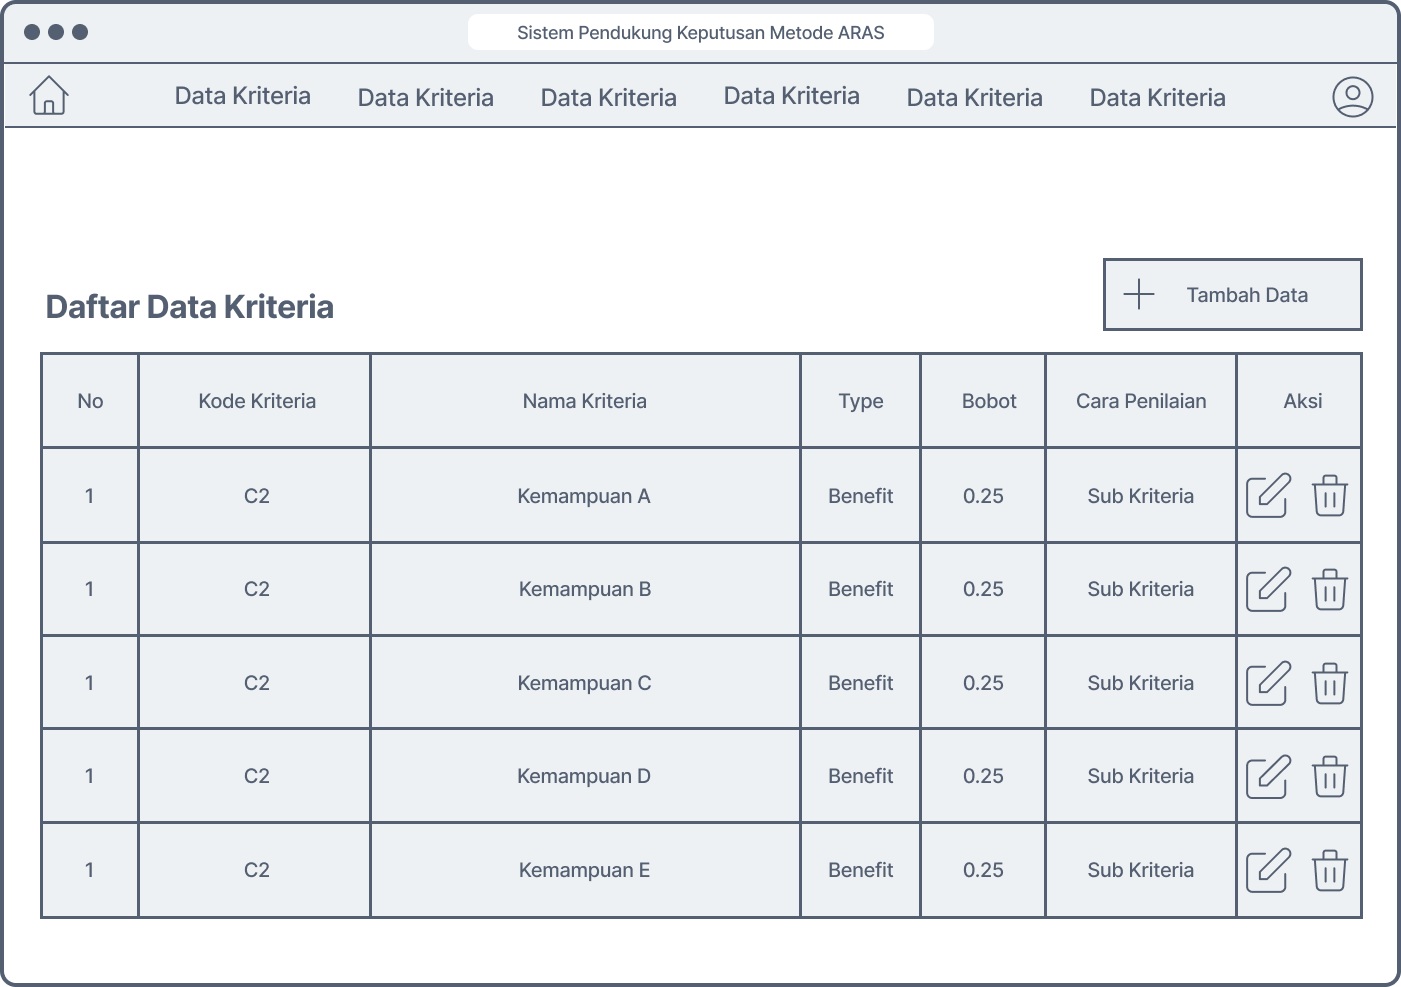 Sistem Pendukung Keputusan Metode ARAS
Data Kriteria Data Kriteria Data Kriteria Data Kriteria Data Kriteria Data Kriteria
Tambah Data
Daftar Data Kriteria
No Kode Kriteria Nama Kriteria Type Bobot Cara Penilaian Aksi
1 C2 Kemampuan A Benefit 0.25 Sub Kriteria
1 C2 Kemampuan B Benefit 0.25 Sub Kriteria
1 C2 Kemampuan C Benefit 0.25 Sub Kriteria
1 C2 Kemampuan D Benefit 0.25 Sub Kriteria
1 C2 Kemampuan E Benefit 0.25 Sub Kriteria